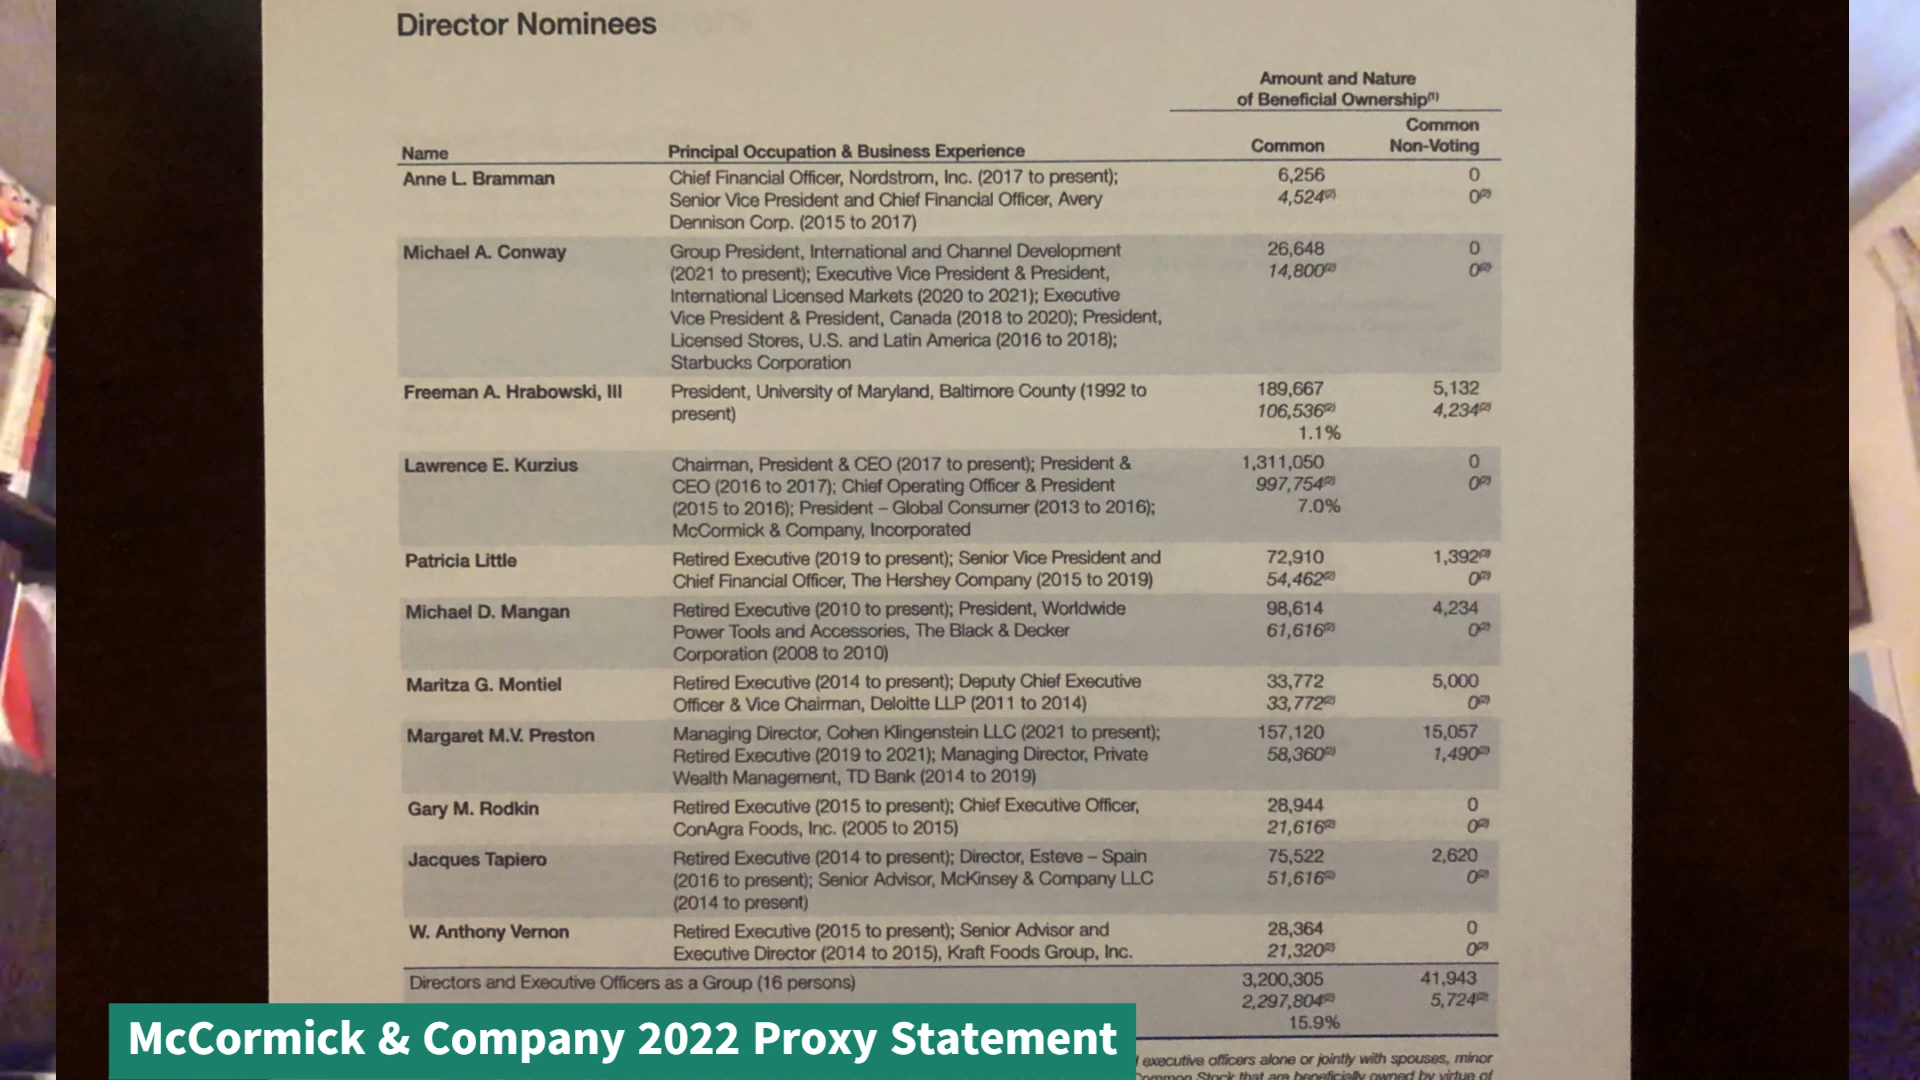 Director Nominees
Amount and Nature
of Beneficial Ownership(1)
Common
Name Principal Occupation & Business Experience Common Non-Voting
Anne L. Bramman Chief Financial Officer, Nordstrom, Inc. (2017 to present); 6,256 0
Senior Vice President and Chief Financial Officer, Avery 4,524(2) 0(2)
Dennison Corp. (2015 to 2017)
Michael A. Conway Group President, International and Channel Development 26,648 0
(2021 to present); Executive Vice President & President, 14,800(2) 0(2)
International Licensed Markets (2020 to 2021); Executive
Vice President & President, Canada (2018 to 2020); President,
Licensed Stores, U.S. and Latin America (2016 to 2018);
Starbucks Corporation
Freeman A. Hrabowski, III President, University of Maryland, Baltimore County (1992 to 189,667 5,132
present) 106,536(2) 4,234(2)
1.1%
Lawrence E. Kurzius Chairman, President & CEO (2017 to present); President & 1,311,050 0
CEO (2016 to 2017); Chief Operating Officer & President 997,754(2) 0(2)
(2015 to 2016); President – Global Consumer (2013 to 2016); 7.0%
McCormick & Company, Incorporated
Patricia Little Retired Executive (2019 to present); Senior Vice President and 72,910 1,392(3)
Chief Financial Officer, The Hershey Company (2015 to 2019) 54,462(2) 0(2)
Michael D. Mangan Retired Executive (2010 to present); President, Worldwide 98,614 4,234
Power Tools and Accessories, The Black & Decker 61,616(2) 0(2)
Corporation (2008 to 2010)
Maritza G. Montiel Retired Executive (2014 to present); Deputy Chief Executive 33,772 5,000
Officer & Vice Chairman, Deloitte LLP (2011 to 2014) 33,772(2) 0(2)
Margaret M.V. Preston Managing Director, Cohen Klingenstein LLC (2021 to present); 157,120 15,057
Retired Executive (2019 to 2021); Managing Director, Private 58,360(2) 1,490(2)
Wealth Management, TD Bank (2014 to 2019)
Gary M. Rodkin Retired Executive (2015 to present); Chief Executive Officer, 28,944 0
ConAgra Foods, Inc. (2005 to 2015) 21,616(2) 0(2)
Jacques Tapiero Retired Executive (2014 to present); Director, Esteve – Spain 75,522 2,620
(2016 to present); Senior Advisor, McKinsey & Company LLC 51,616(2) 0(2)
(2014 to present)
W. Anthony Vernon Retired Executive (2015 to present); Senior Advisor and 28,364 0
Executive Director (2014 to 2015), Kraft Foods Group, Inc. 21,320(2) 0(2)
Directors and Executive Officers as a Group (16 persons) 3,200,305 41,943
2,297,804(2) 5,724(2)
15.9%
McCormick & Company 2022 Proxy Statement
executive officers alone or jointly with spouses, minor
Common Stock that are beneficially owned by virtue of